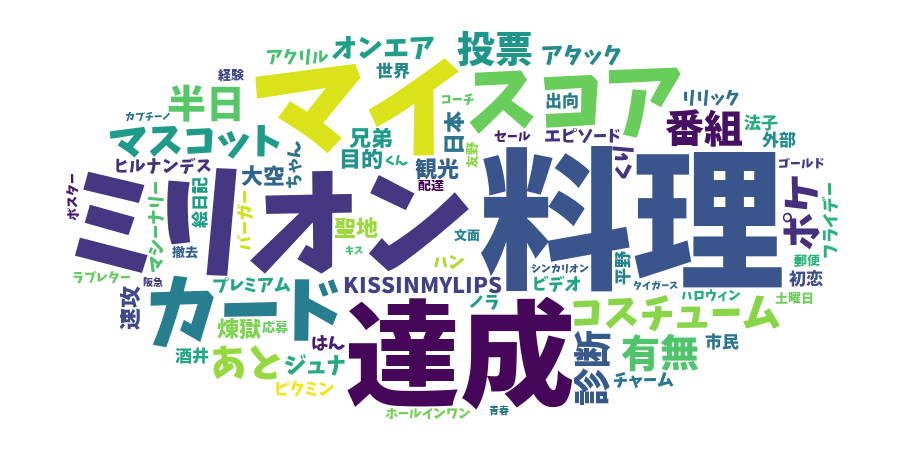 アクリル
オンエア
投票
アタック
経験
世界
マイスコア
半日
コーチ
出向
リリック
カプチーノ
マスコット
兄弟
日本
セール
エピソード
番組
法子
外部
ヒルナンデス
大空
ちゃん
目的
くん
観光
友野
配達
くり
ゴールド
ポスター
ミリオン
料理
マシーナリー
絵日記
バーガー
聖地
ポケ
フライデー
撤去
キス
文面
ハン
シンカリオン
平野
郵便
ラブレター
阪急
プレミアム
KISSINMYLIPS
ノラ
ビデオ
タイガース
ハロウィン
初恋
土曜日
速攻
カード
煉獄
応募
はん
達成
コスチューム
酒井
あと
ジュナ
診断
有無
市民
ピクミン
チャーム
ホールインワン
青春